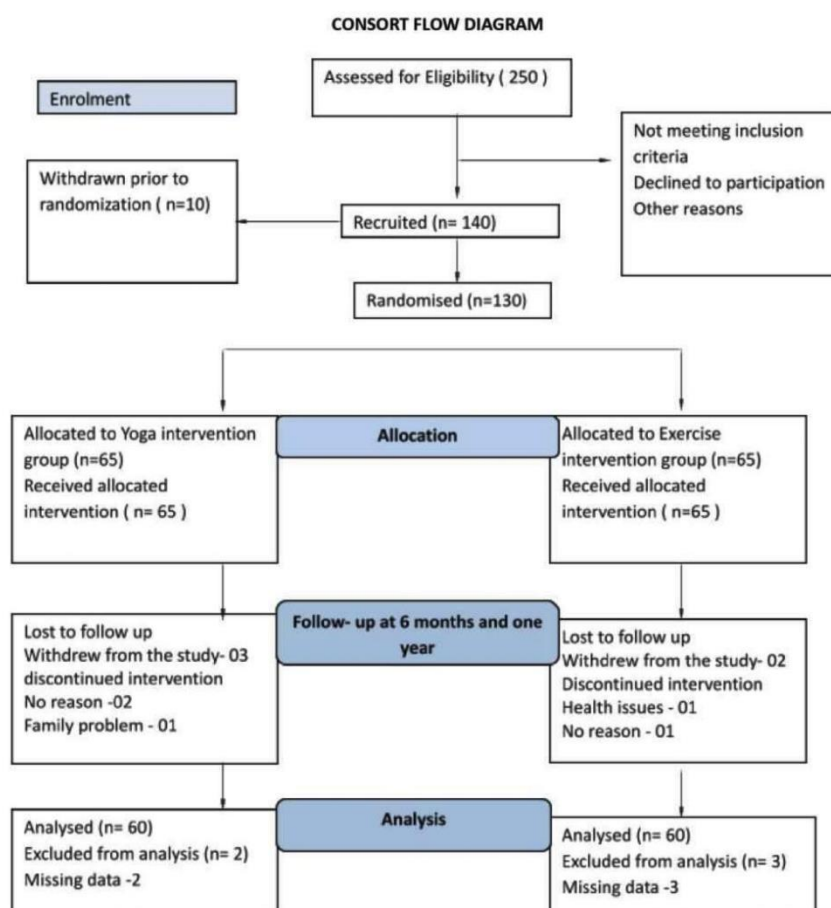 CONSORT FLOW DIAGRAM
Assessed for Eligibility ( 250 )
Enrolment
Not meeting inclusion
criteria
Declined to participation
Other reasons
Withdrawn prior to
randomization ( n=10)
Recruited (n= 140)
Randomised (n=130)
Allocated to Yoga intervention
group (n=65)
Received allocated
intervention ( n= 65 )
Allocation
Allocated to Exercise
intervention group (n=65)
Received allocated
intervention ( n=65 )
Lost to follow up
Withdrew from the study- 03
discontinued intervention
No reason -02
Family problem - 01
Follow- up at 6 months and one
year
Lost to follow up
Withdrew from the study- 02
Discontinued intervention
Health issues - 01
No reason - 01
Analysed (n= 60)
Excluded from analysis (n= 2)
Missing data -2
Analysis
Analysed (n= 60)
Excluded from analysis (n= 3)
Missing data -3